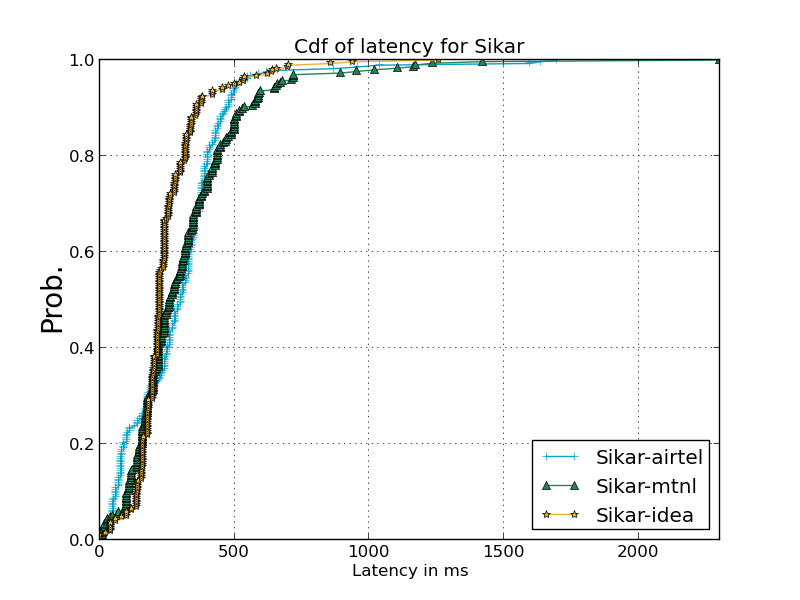 Cdf of latency for Sikar
1.0
0.8
0.6
0.4
0.2
0.0
Prob.
0
500
1000
1500
2000
Latency in ms
Sikar-airtel
Sikar-mtnl
Sikar-idea